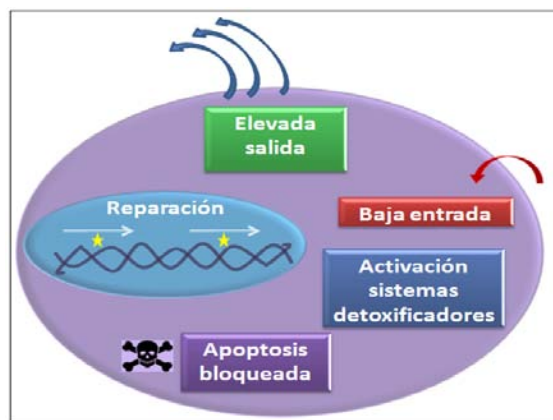 Elevada
salida
Reparación
Baja entrada
Activación
sistemas
detoxificadores
Apoptosis
bloqueada